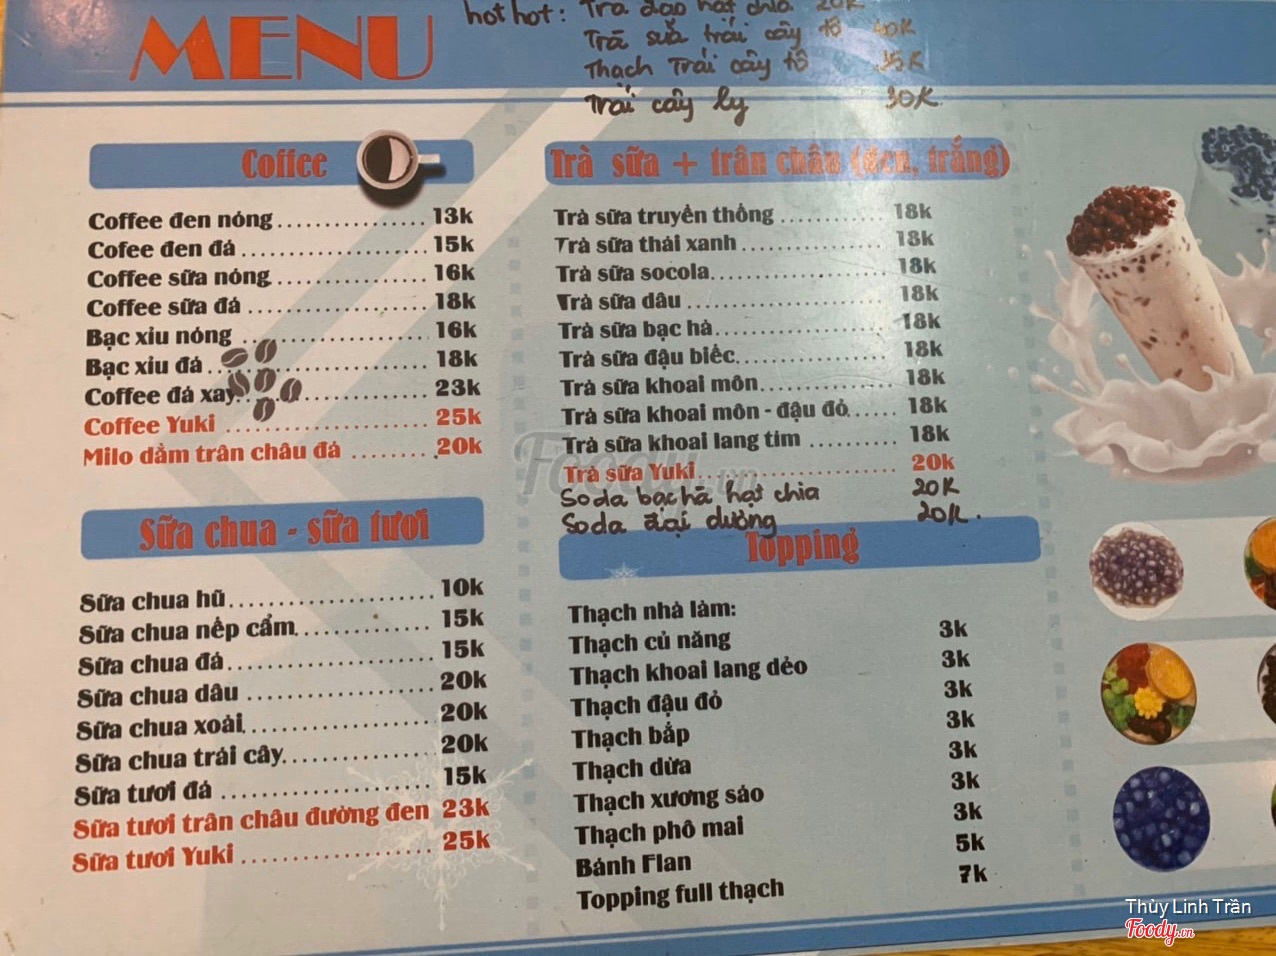 MENU
hot hot: Trà đào hạt chia 20K
Trà sữa trái cây tô 40K
Thạch Trái cây tô 35K
Trái cây ly 30K.
Coffee
Coffee đen nóng 13k
Cofee đen đá 15k
Coffee sữa nóng 16k
Coffee sữa đá 18k
Bạc xỉu nóng 16k
Bạc xỉu đá 18k
Coffee đá xay 23k
Coffee Yuki 25k
Milo dầm trân châu đá 20k
Sữa chua - sữa tươi
Sữa chua hũ 10k
Sữa chua nếp cẩm 15k
Sữa chua đá 15k
Sữa chua dâu 20k
Sữa chua xoài 20k
Sữa chua trái cây 20k
Sữa tươi đá 15k
Sữa tươi trân châu đường đen 23k
Sữa tươi Yuki 25k
Trà sữa + trân châu (đen, trắng)
Trà sữa truyền thống 18k
Trà sữa thái xanh 18k
Trà sữa socola 18k
Trà sữa dâu 18k
Trà sữa bạc hà 18k
Trà sữa đậu biếc 18k
Trà sữa khoai môn 18k
Trà sữa khoai môn - đậu đỏ 18k
Trà sữa khoai lang tím 18k
Trà sữa Yuki 20k
Soda bạc hà hạt chia 20K
Soda đại dương 20K.
Topping
Thạch nhà làm:
Thạch củ năng 3k
Thạch khoai lang dẻo 3k
Thạch đậu đỏ 3k
Thạch bắp 3k
Thạch dừa 3k
Thạch xương sáo 3k
Thạch phô mai 3k
Bánh Flan 5k
Topping full thạch 7k
Foody.vn
Thùy Linh Trần
Foody.vn